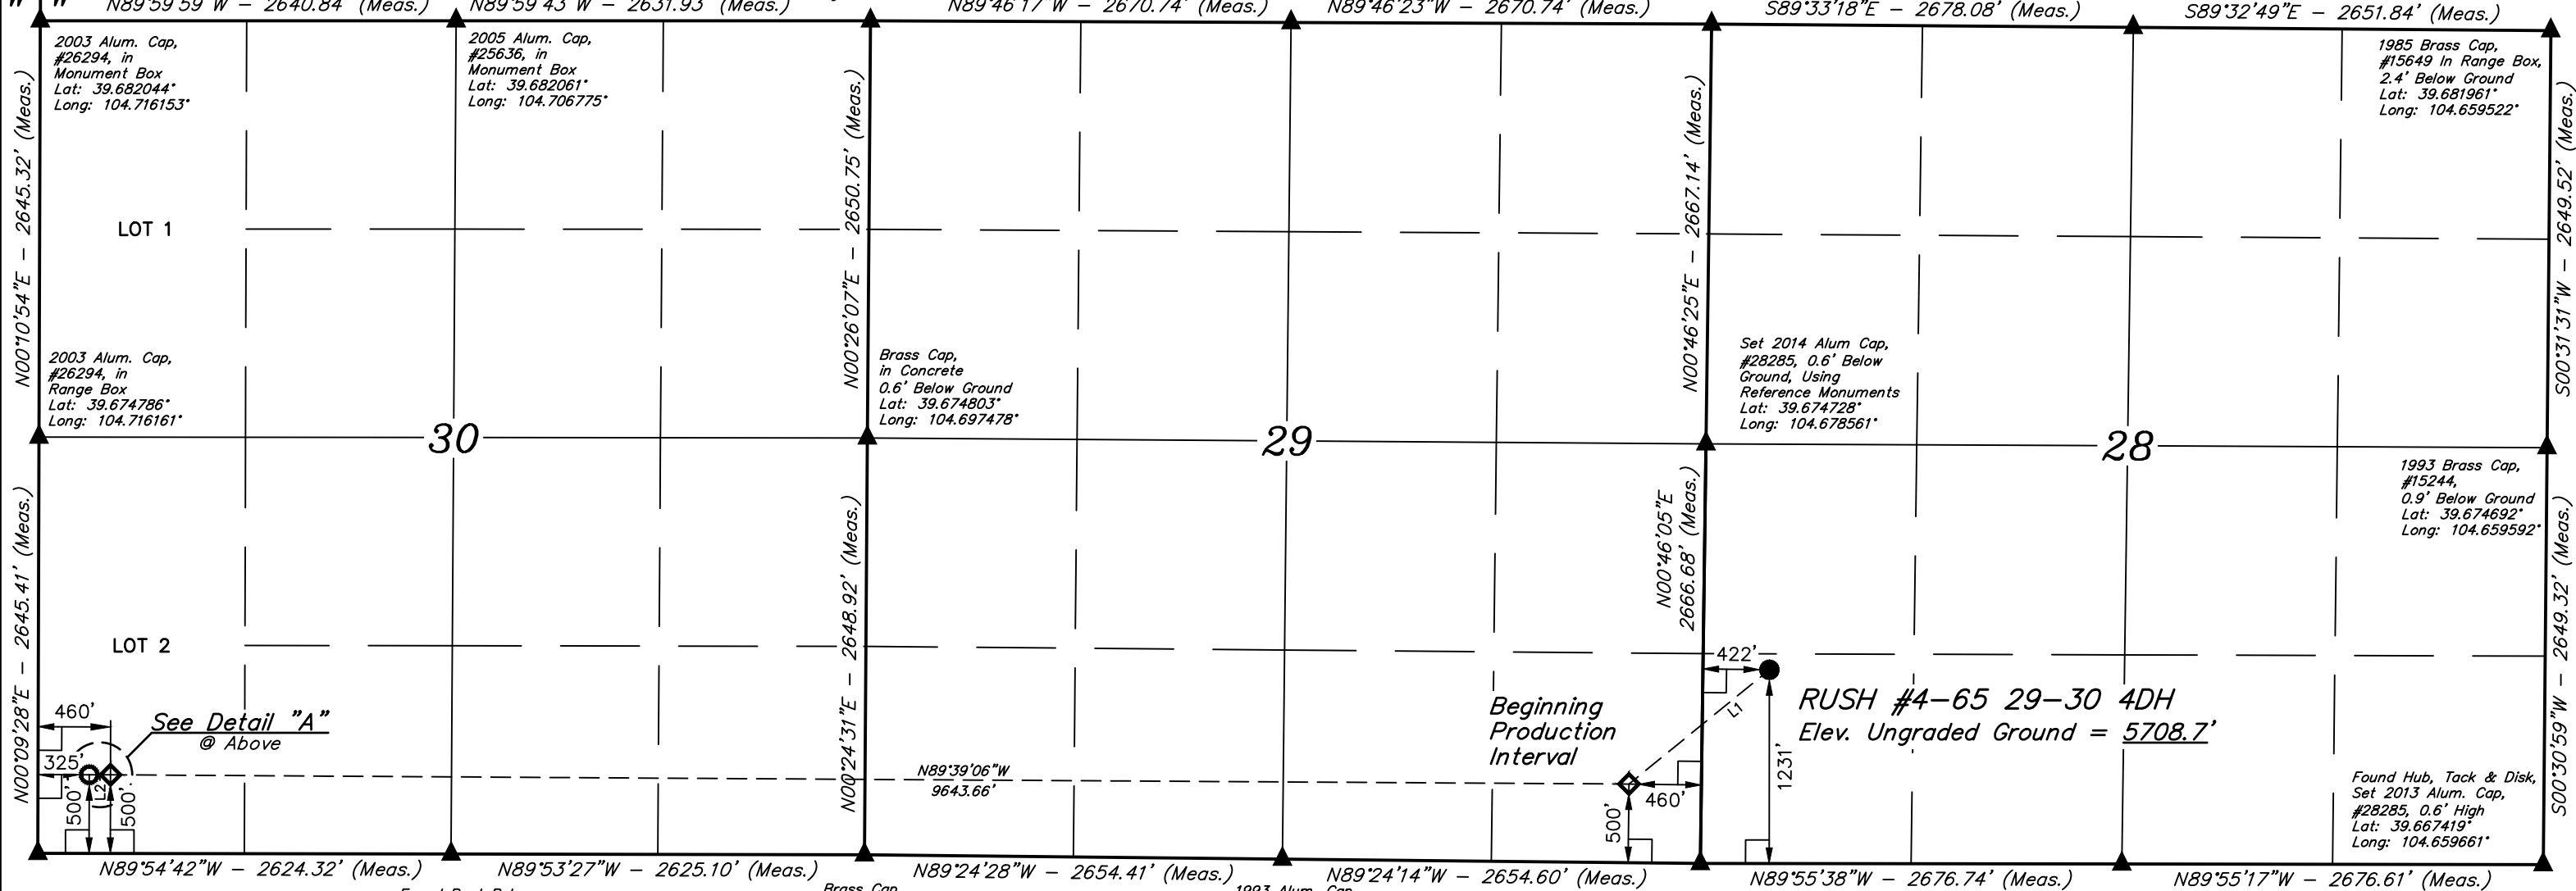 N89°59'59"W - 2640.84' (Meas.)
N89°59'43"W - 2631.93' (Meas.)
N89°46'17"W - 2670.74' (Meas.)
N89°46'23"W - 2670.74' (Meas.)
S89°33'18"E - 2678.08' (Meas.)
S89°32'49"E - 2651.84' (Meas.)
2003 Alum. Cap,
#26294, in
Monument Box
Lat: 39.682044°
Long: 104.716153°
2005 Alum. Cap,
#25636, in
Monument Box
Lat: 39.682061°
Long: 104.706775°
1985 Brass Cap,
#15649 In Range Box,
2.4' Below Ground
Lat: 39.681961°
Long: 104.659522°
N00°10'54"E - 2645.32' (Meas.)
N00°26'07"E - 2650.75' (Meas.)
N00°46'25"E - 2667.14' (Meas.)
S00°31'31"W - 2649.52' (Meas.)
LOT 1
2003 Alum. Cap,
#26294, in
Range Box
Lat: 39.674786°
Long: 104.716161°
Brass Cap,
in Concrete
0.6' Below Ground
Lat: 39.674803°
Long: 104.697478°
Set 2014 Alum Cap,
#28285, 0.6' Below
Ground, Using
Reference Monuments
Lat: 39.674728°
Long: 104.678561°
30
29
28
1993 Brass Cap,
#15244,
0.9' Below Ground
Lat: 39.674692°
Long: 104.659592°
N00°09'28"E - 2645.41' (Meas.)
N00°24'31"E - 2648.92' (Meas.)
N00°46'05"E
2666.68' (Meas.)
S00°30'59"W - 2649.32' (Meas.)
LOT 2
422'
RUSH #4-65 29-30 4DH
Elev. Ungraded Ground = 5708.7'
L1
1231'
Beginning
Production
Interval
460'
500'
460'
See Detail "A"
@ Above
325'
500'
L2
500'
N89°39'06"W
9643.66'
Found Hub, Tack & Disk,
Set 2013 Alum. Cap,
#28285, 0.6' High
Lat: 39.667419°
Long: 104.659661°
N89°54'42"W - 2624.32' (Meas.)
N89°53'27"W - 2625.10' (Meas.)
N89°24'28"W - 2654.41' (Meas.)
N89°24'14"W - 2654.60' (Meas.)
N89°55'38"W - 2676.74' (Meas.)
N89°55'17"W - 2676.61' (Meas.)
Brass Cap
1993 Alum. Cap